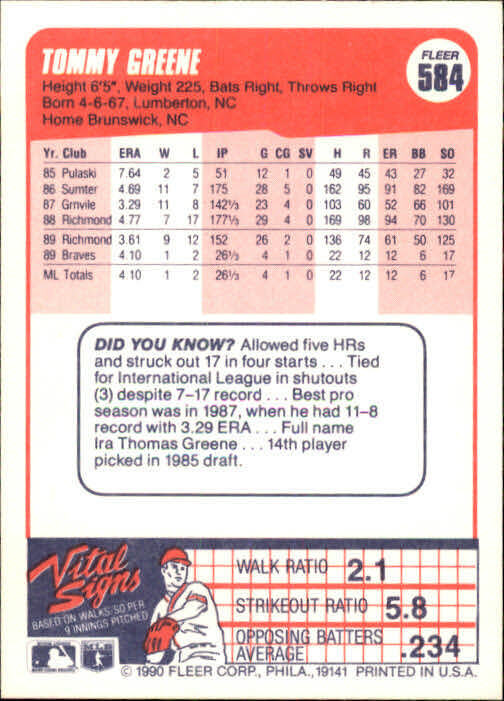 TOMMY GREENE
FLEER
584
Height 6'5", Weight 225, Bats Right, Throws Right
Born 4-6-67, Lumberton, NC
Home Brunswick, NC
Yr. Club ERA W L IP G CG SV H R ER BB SO
85 Pulaski 7.64 2 5 51 12 1 0 49 45 43 27 32
86 Sumter 4.69 11 7 175 28 5 0 162 95 91 82 169
87 Grnvile 3.29 11 8 142⅓ 23 4 0 103 60 52 66 101
88 Richmond 4.77 7 17 177⅓ 29 4 0 169 98 94 70 130
89 Richmond 3.61 9 12 152 26 2 0 136 74 61 50 125
89 Braves 4.10 1 2 26⅓ 4 1 0 22 12 12 6 17
ML Totals 4.10 1 2 26⅓ 4 1 0 22 12 12 6 17
DID YOU KNOW? Allowed five HRs
and struck out 17 in four starts . . . Tied
for International League in shutouts
(3) despite 7–17 record . . . Best pro
season was in 1987, when he had 11–8
record with 3.29 ERA . . . Full name
Ira Thomas Greene . . . 14th player
picked in 1985 draft.
Vital
Signs
BASED ON WALKS, SO PER
9 INNINGS PITCHED
WALK RATIO 2.1
STRIKEOUT RATIO 5.8
OPPOSING BATTERS
AVERAGE .234
© 1990 FLEER CORP., PHILA., 19141 PRINTED IN U.S.A.